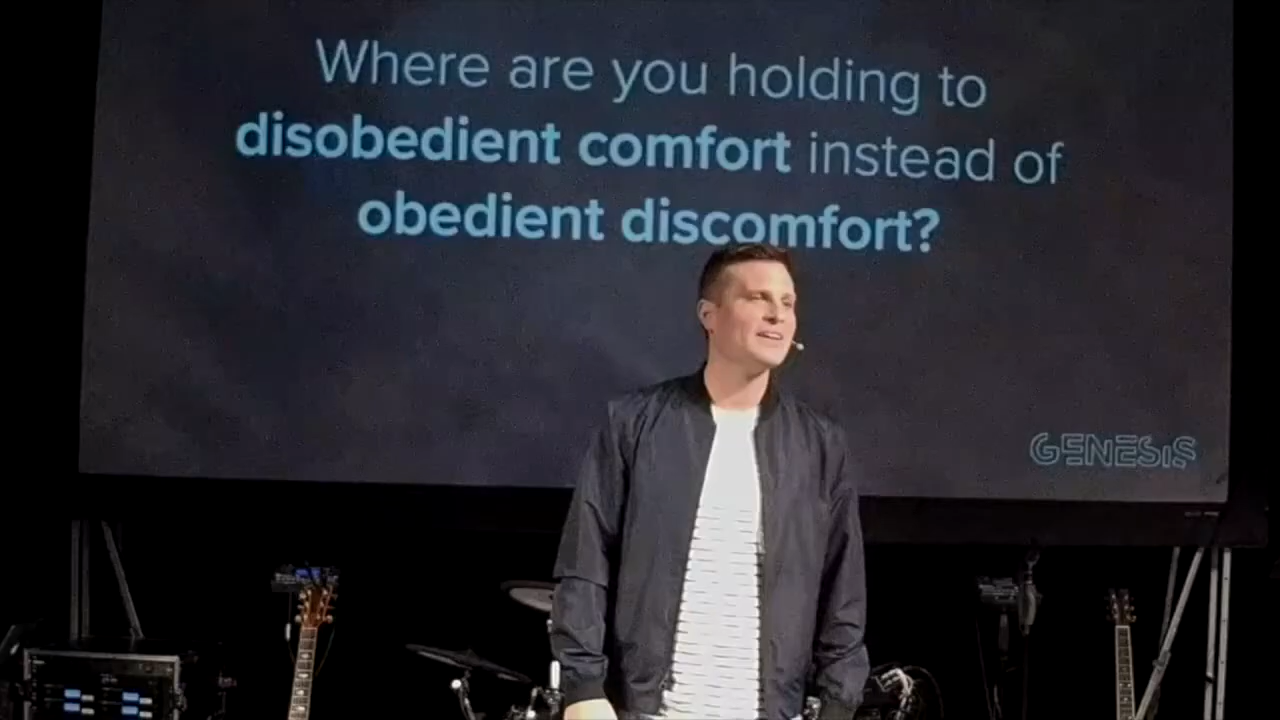 Where are you holding to
disobedient comfort instead of
obedient discomfort?
GENESIS